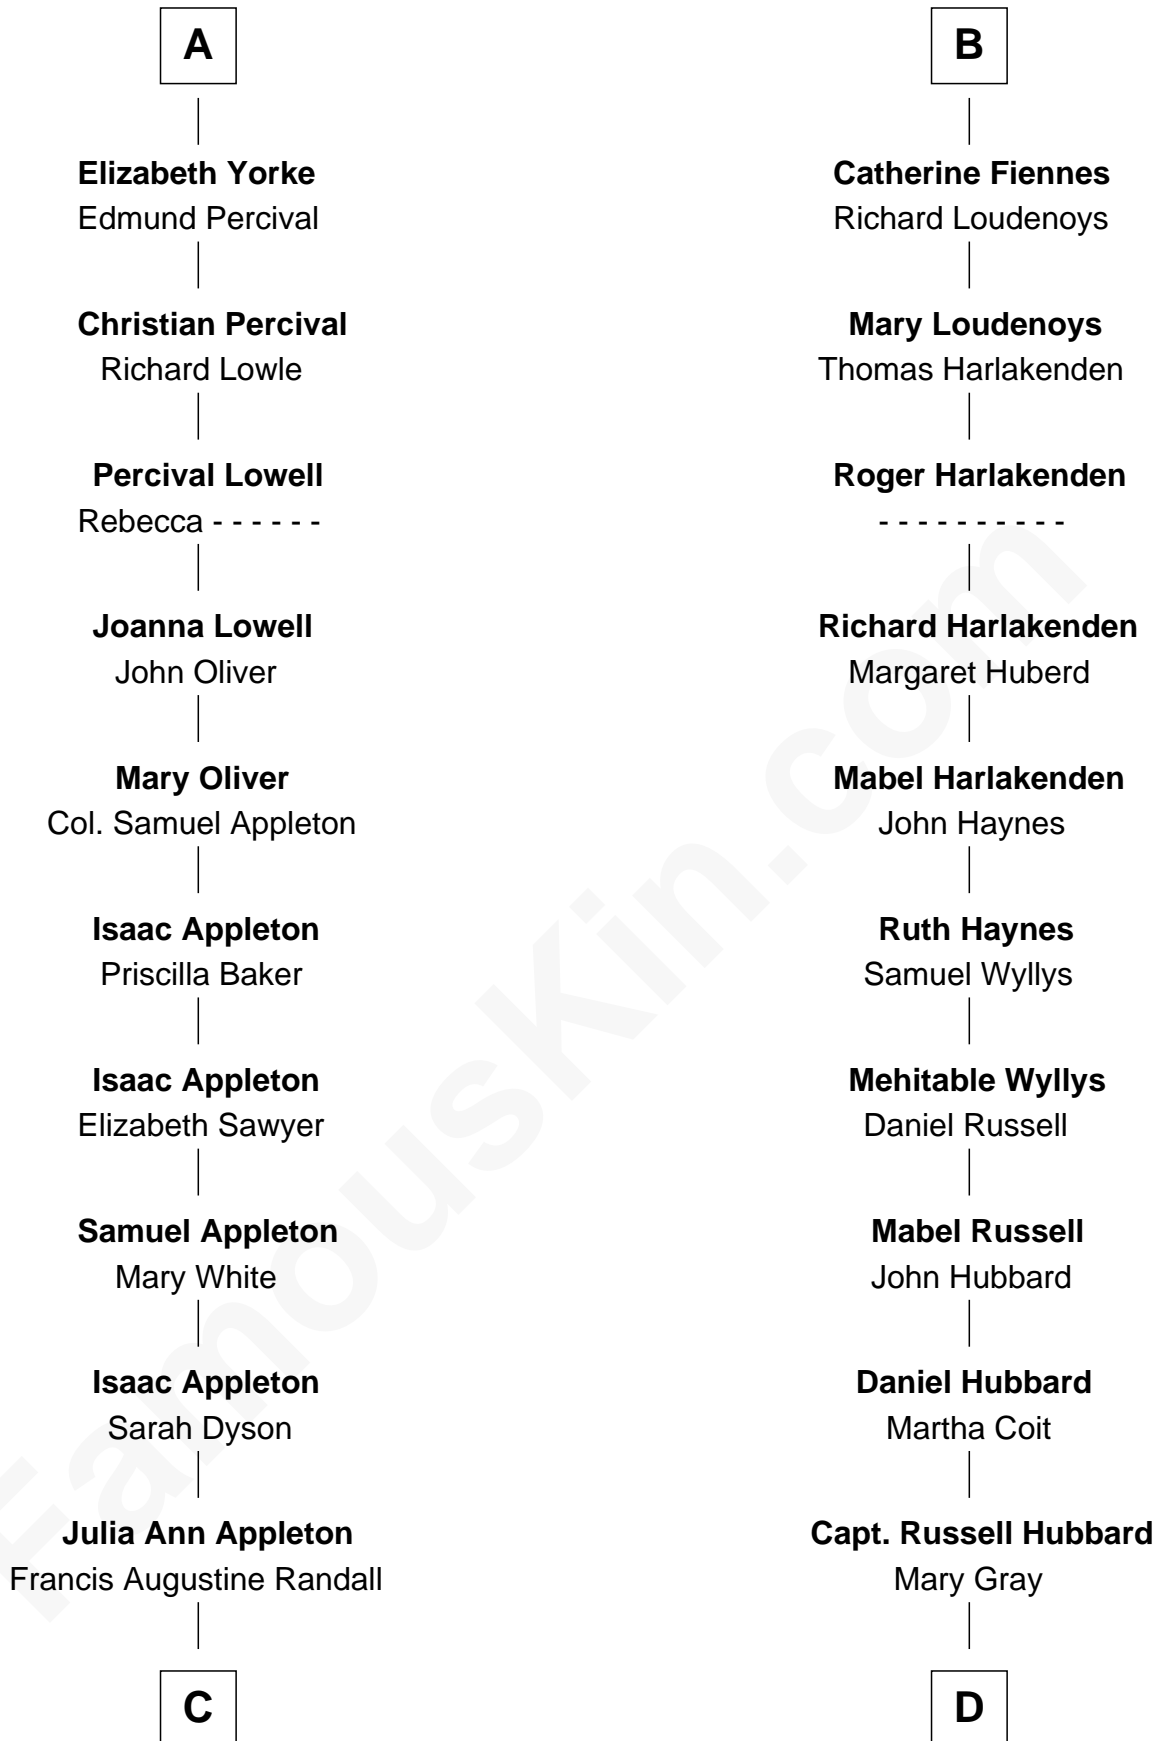 A
Elizabeth Yorke
Edmund Percival
Christian Percival
Richard Lowle
Percival Lowell
Rebecca - - - - - -
Joanna Lowell
John Oliver
Mary Oliver
Col. Samuel Appleton
Isaac Appleton
Priscilla Baker
Isaac Appleton
Elizabeth Sawyer
Samuel Appleton
Mary White
Isaac Appleton
Sarah Dyson
Julia Ann Appleton
Francis Augustine Randall
C
B
Catherine Fiennes
Richard Loudenoys
Mary Loudenoys
Thomas Harlakenden
Roger Harlakenden
- - - - - - - - - -
Richard Harlakenden
Margaret Huberd
Mabel Harlakenden
John Haynes
Ruth Haynes
Samuel Wyllys
Mehitable Wyllys
Daniel Russell
Mabel Russell
John Hubbard
Daniel Hubbard
Martha Coit
Capt. Russell Hubbard
Mary Gray
D
FamousKin.com